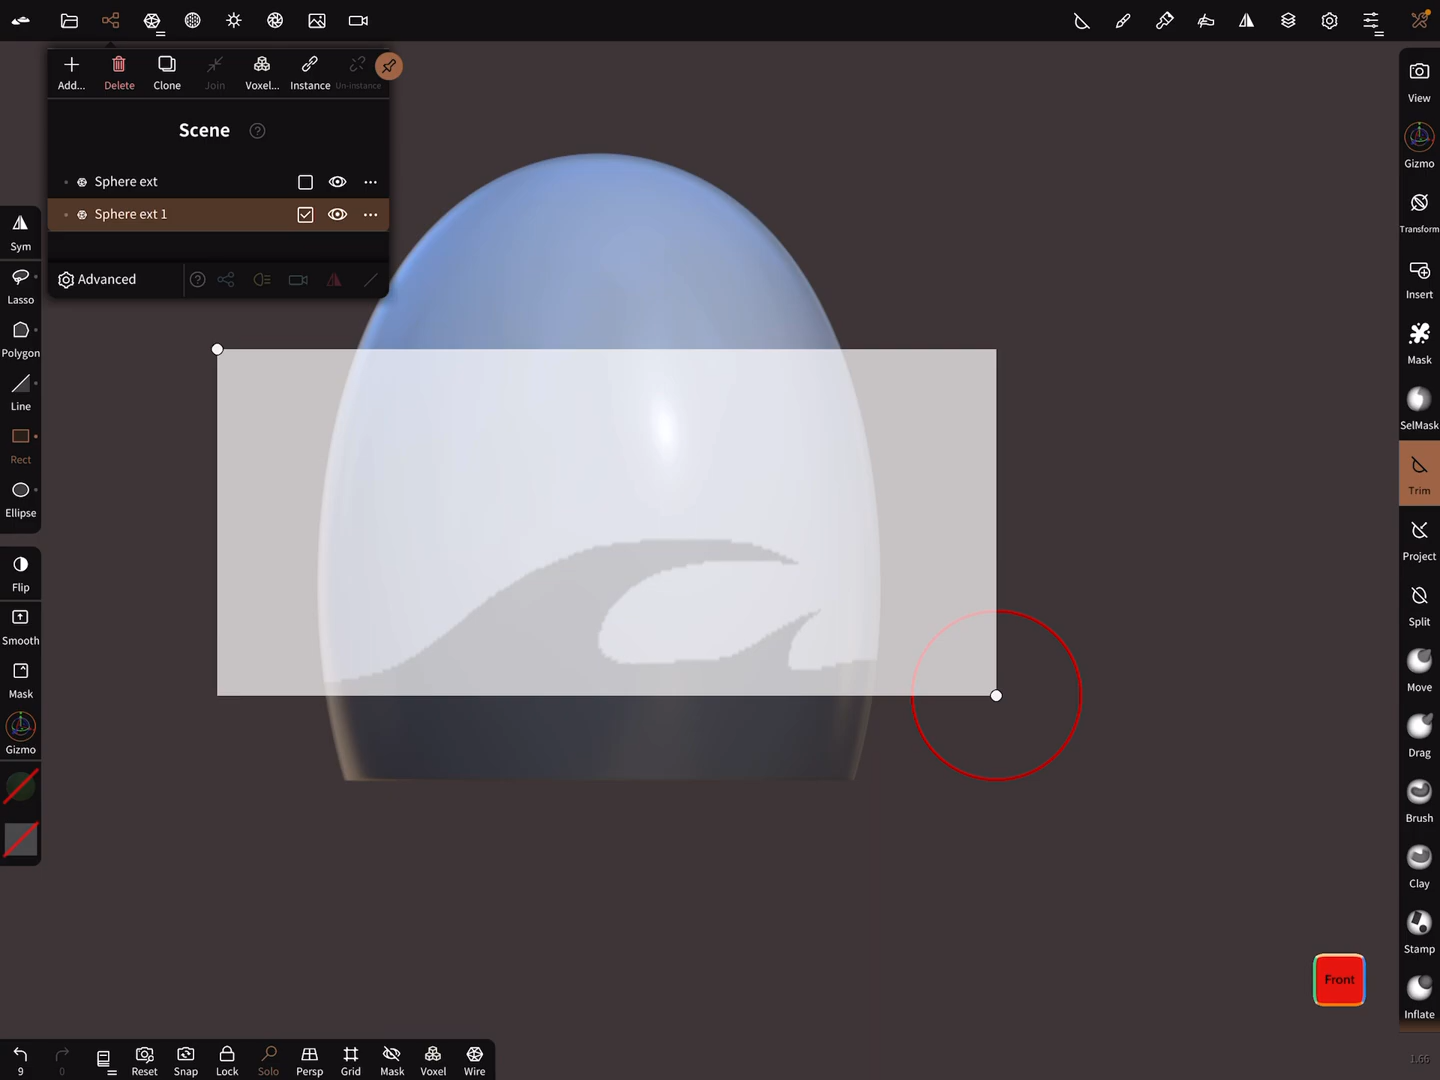 Add...
Delete
Clone
Join
Voxel...
Instance
Un-instance
Scene
?
Sphere ext
Sphere ext 1
Advanced
?
Sym
Lasso
Polygon
Line
Rect
Ellipse
Flip
Smooth
Mask
Gizmo
View
Gizmo
Transform
Insert
Mask
SelMask
Trim
Project
Split
Move
Drag
Brush
Clay
Stamp
Inflate
Front
9
0
Reset
Snap
Lock
Solo
Persp
Grid
Mask
Voxel
Wire
1.66